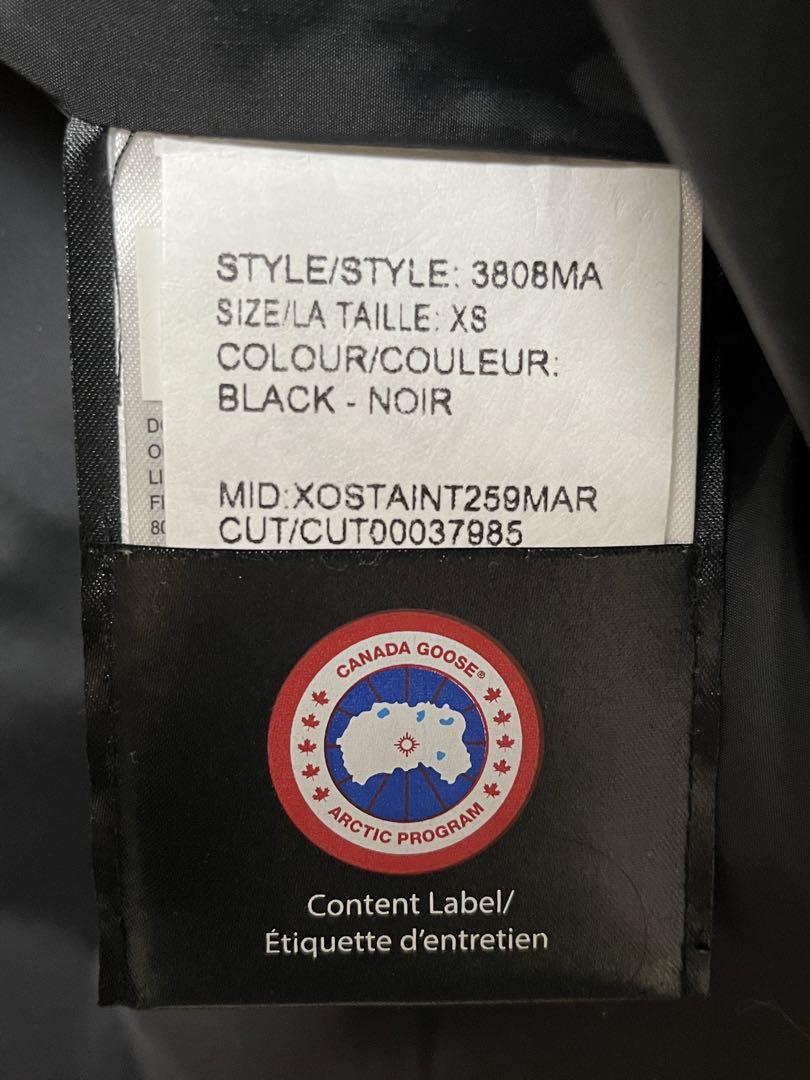 STYLE/STYLE: 3808MA
SIZE/LA TAILLE: XS
COLOUR/COULEUR:
BLACK - NOIR
MID:XOSTAINT259MAR
CUT/CUT00037985
CANADA GOOSE®
ARCTIC PROGRAM
Content Label/
Étiquette d'entretien